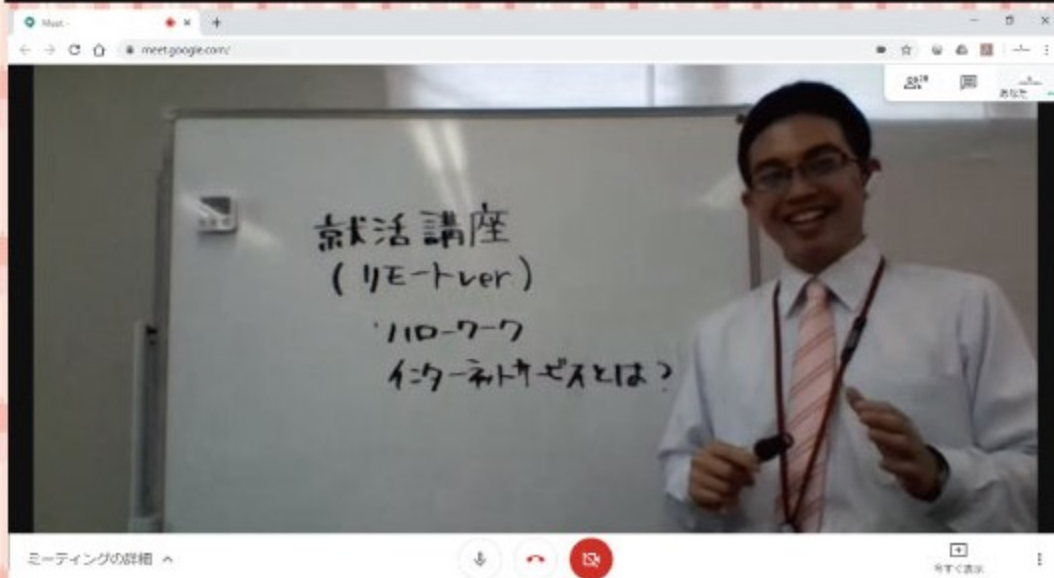 Meet -
meet.google.com/
あなた
就活講座
(リモートver)
ハローワーク
インターネットサービスとは?
ミーティングの詳細
今すぐ表示